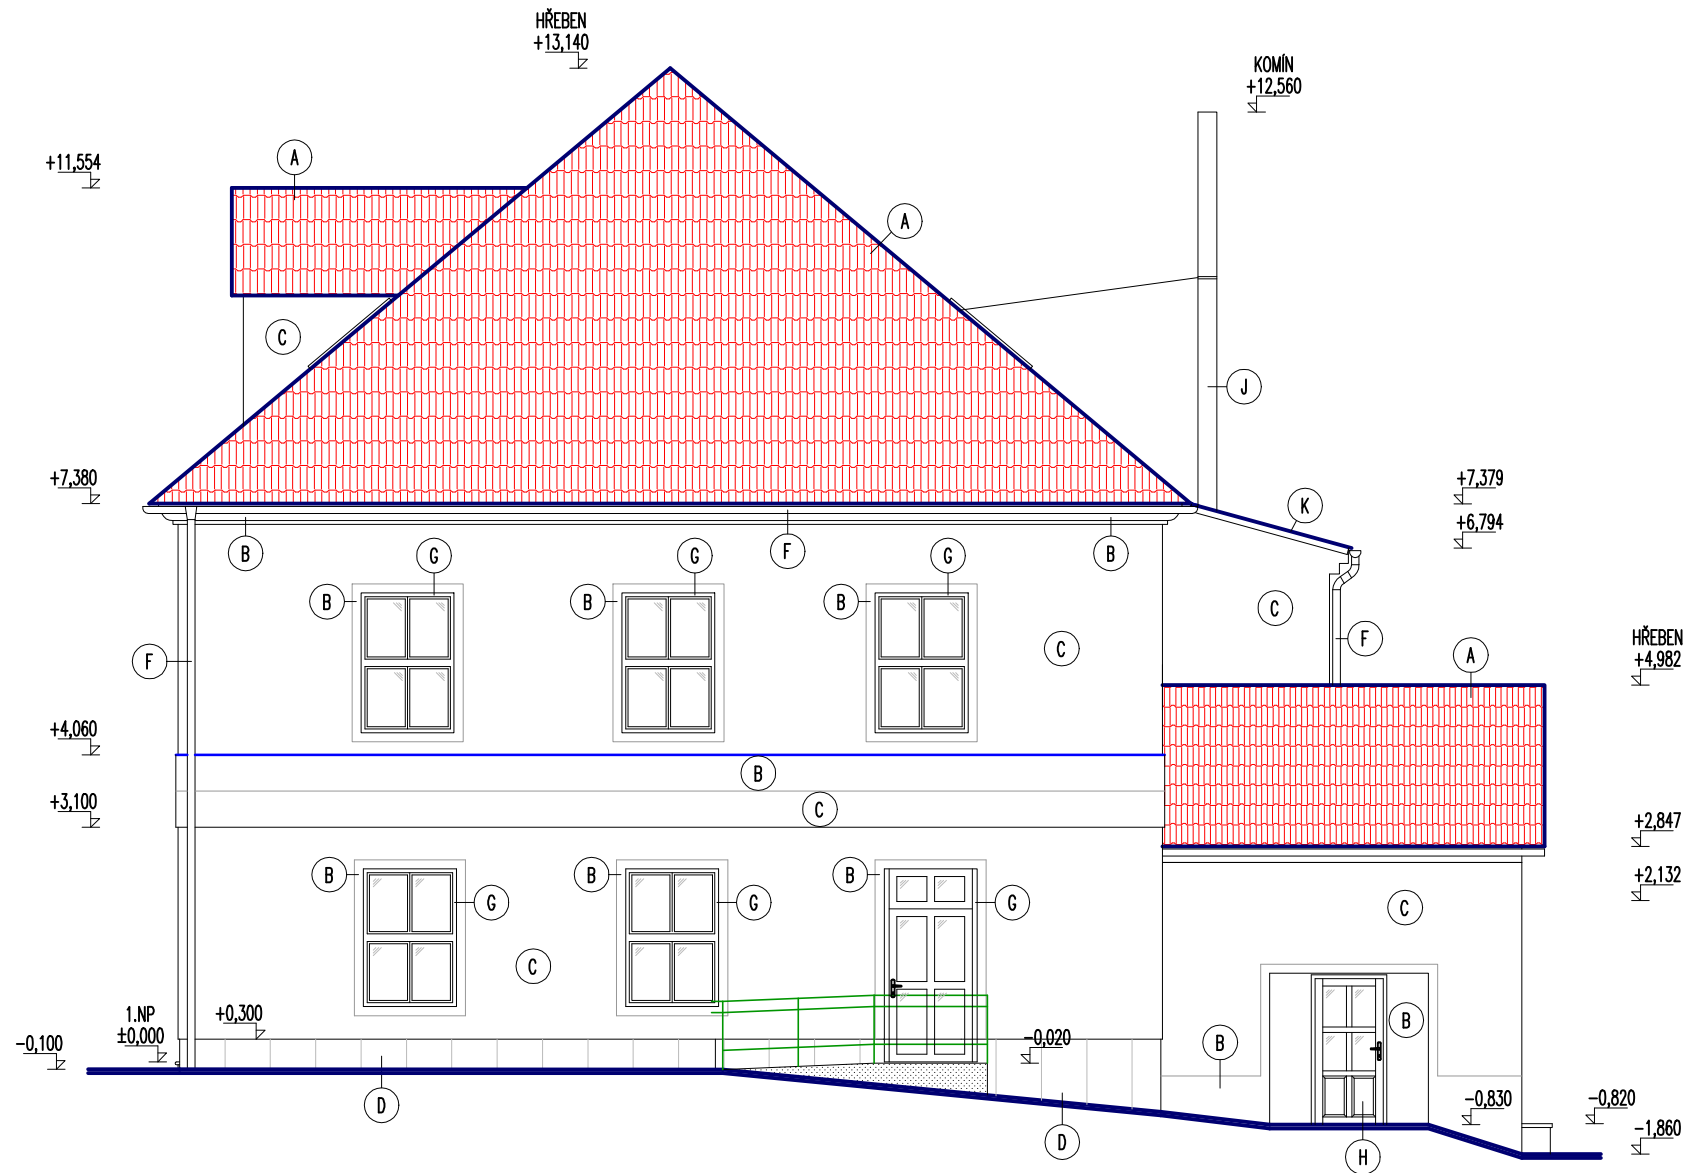 HŘEBEN
+13,140
KOMÍN
+12,560
+11,554
A
A
C
J
+7,380
+7,379
K
+6,794
B
G
F
G
G
B
B
B
B
C
C
F
F
HŘEBEN
+4,982
A
+4,060
B
+3,100
C
+2,847
+2,132
B
G
B
G
B
G
C
C
1.NP
±0,000
+0,300
-0,100
-0,020
B
B
D
D
-0,830
-0,820
-1,860
H